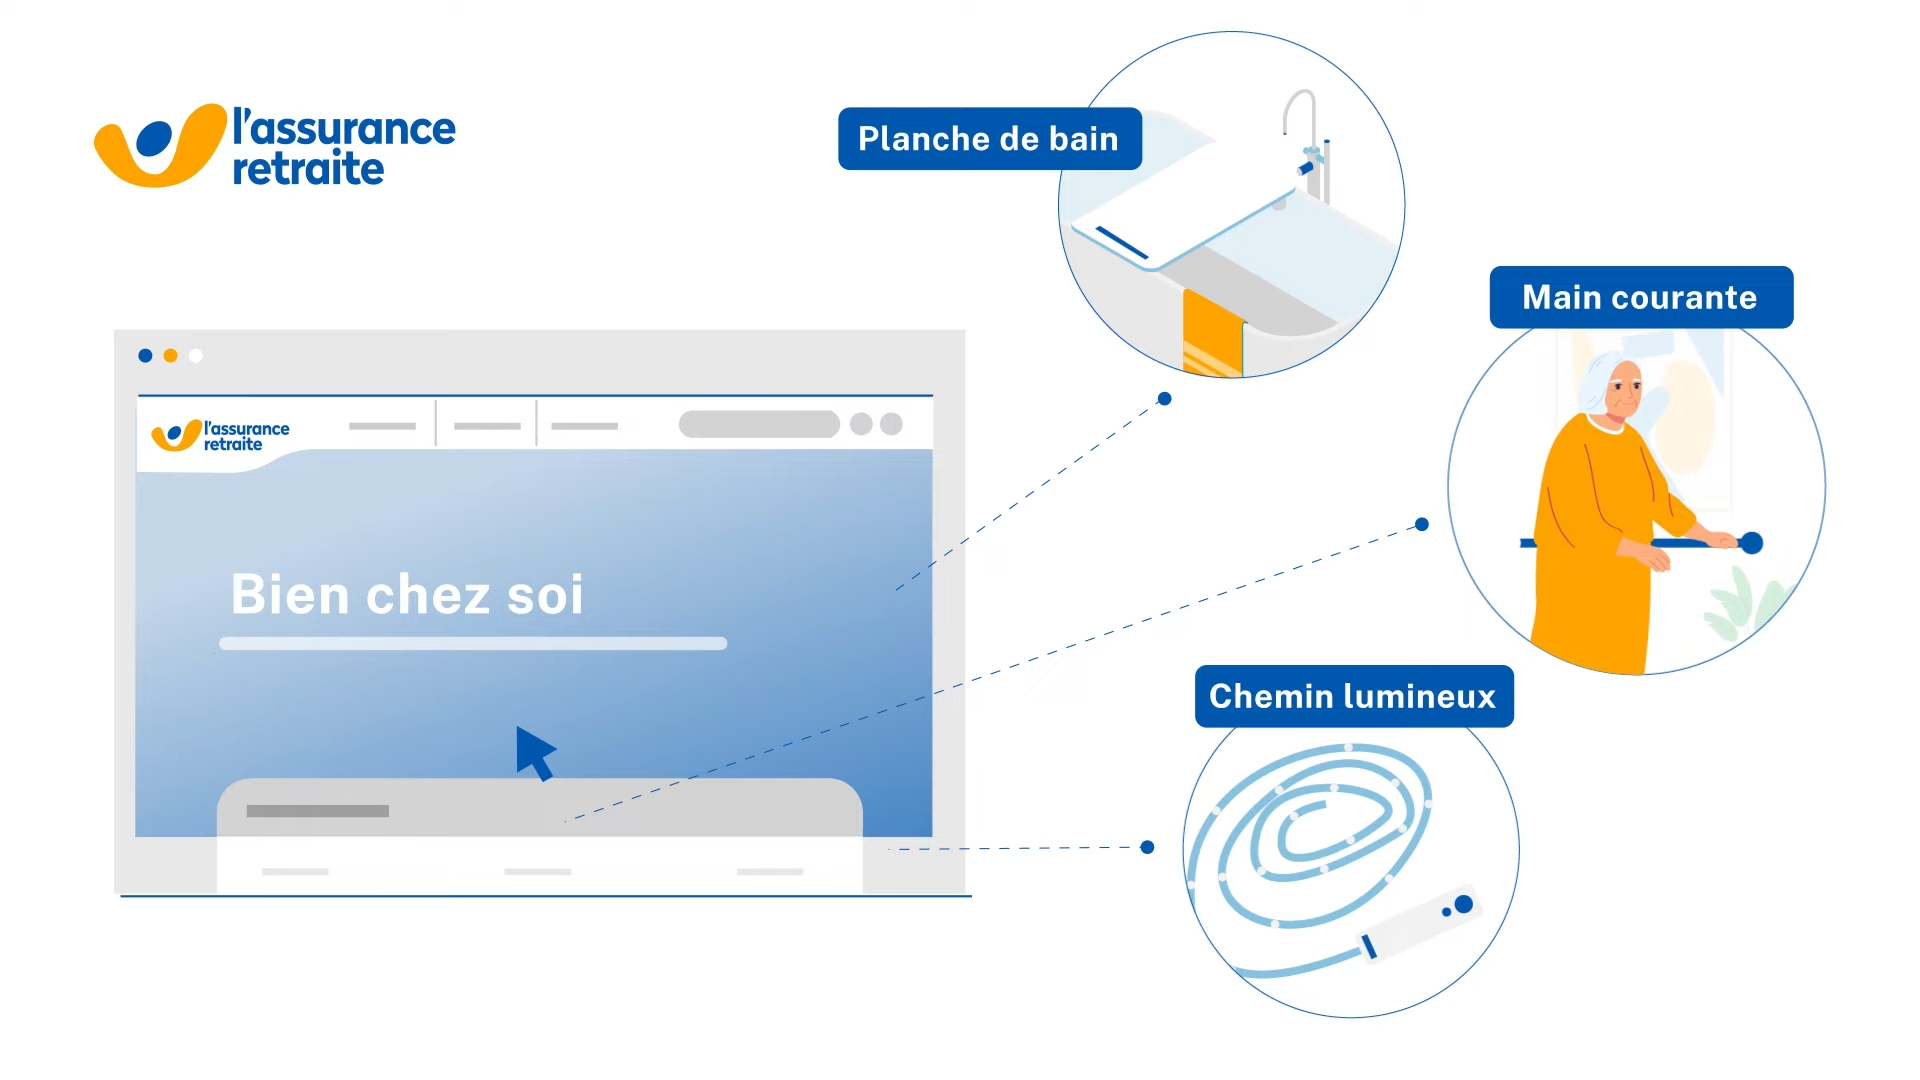 l'assurance
retraite
Planche de bain
Main courante
l'assurance
retraite
Bien chez soi
Chemin lumineux